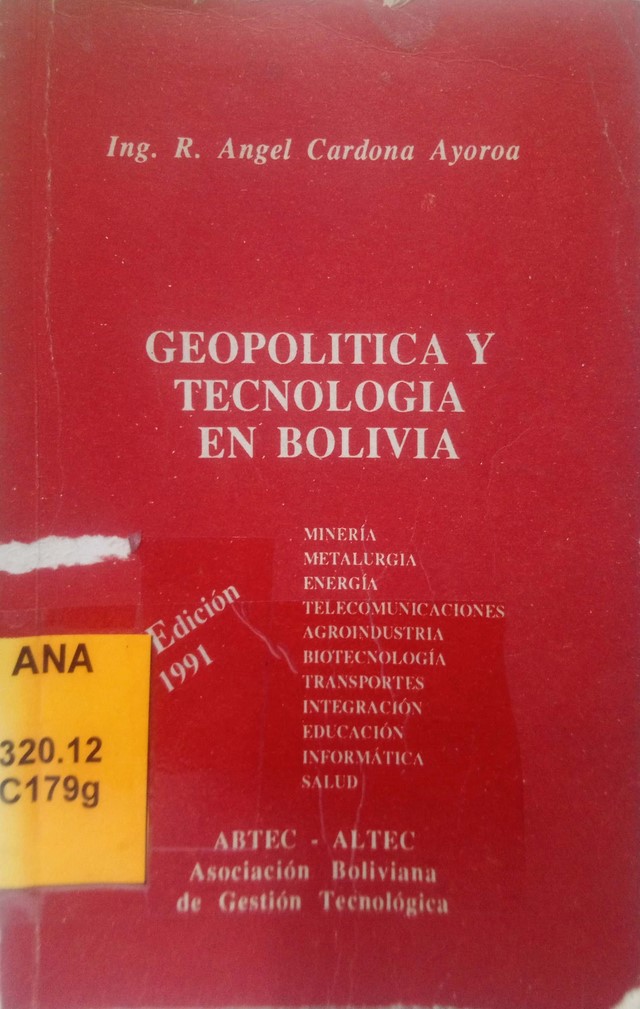 Ing. R. Angel Cardona Ayoroa
GEOPOLITICA Y
TECNOLOGIA
EN BOLIVIA
MINERÍA
METALURGIA
ENERGÍA
TELECOMUNICACIONES
AGROINDUSTRIA
BIOTECNOLOGÍA
TRANSPORTES
INTEGRACIÓN
EDUCACIÓN
INFORMÁTICA
SALUD
Edición
1991
ANA
320.12
C179g
ABTEC - ALTEC
Asociación Boliviana
de Gestión Tecnológica